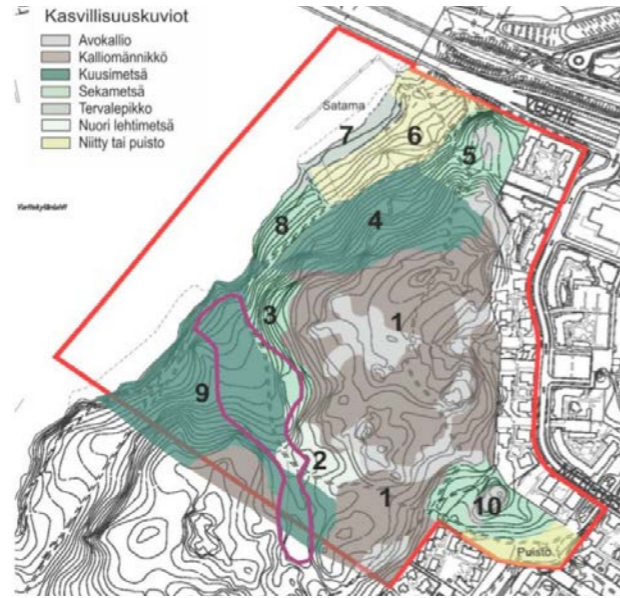 Kasvillisuuskuviot
Avokallio
Kalliomännikkö
Kuusimetsä
Sekametsä
Tervalepikko
Nuori lehtimetsä
Niitty tai puisto
Satama
7
6
5
8
4
3
1
9
2
1
10
Puisto